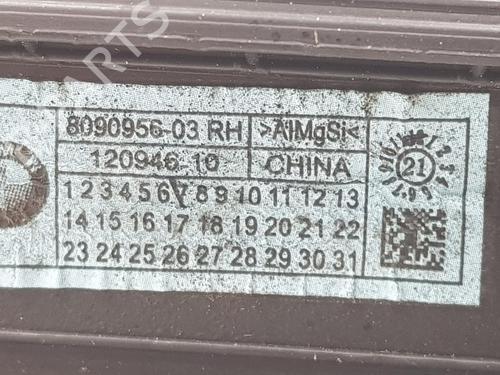 8090956-03 RH >AlMgSi<
120946-10 CHINA
1 2 3 4 5 6 7 8 9 10 11 12 13
14 15 16 17 18 19 20 21 22
23 24 25 26 27 28 29 30 31
21